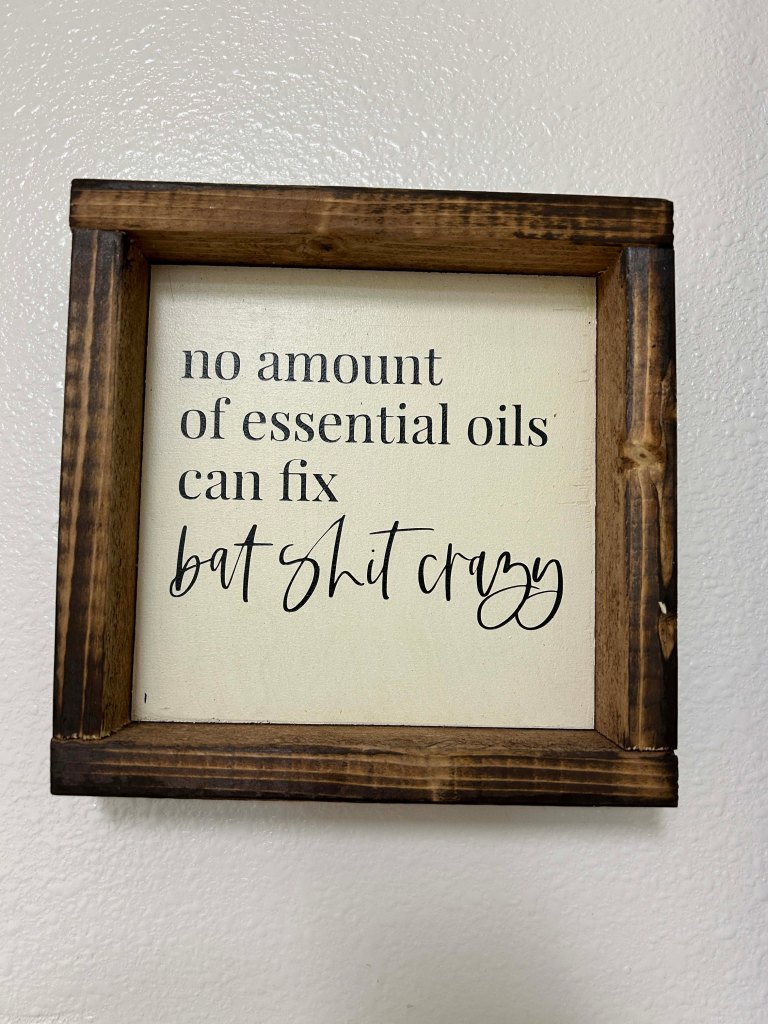 no amount
of essential oils
can fix
bat shit crazy